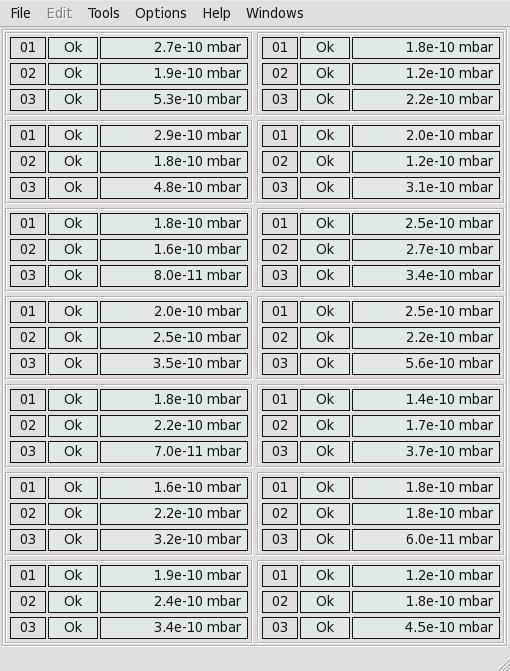 File Edit Tools Options Help Windows
01 Ok 2.7e-10 mbar 01 Ok 1.8e-10 mbar
02 Ok 1.9e-10 mbar 02 Ok 1.2e-10 mbar
03 Ok 5.3e-10 mbar 03 Ok 2.2e-10 mbar
01 Ok 2.9e-10 mbar 01 Ok 2.0e-10 mbar
02 Ok 1.8e-10 mbar 02 Ok 1.2e-10 mbar
03 Ok 4.8e-10 mbar 03 Ok 3.1e-10 mbar
01 Ok 1.8e-10 mbar 01 Ok 2.5e-10 mbar
02 Ok 1.6e-10 mbar 02 Ok 2.7e-10 mbar
03 Ok 8.0e-11 mbar 03 Ok 3.4e-10 mbar
01 Ok 2.0e-10 mbar 01 Ok 2.5e-10 mbar
02 Ok 2.5e-10 mbar 02 Ok 2.2e-10 mbar
03 Ok 3.5e-10 mbar 03 Ok 5.6e-10 mbar
01 Ok 1.8e-10 mbar 01 Ok 1.4e-10 mbar
02 Ok 2.2e-10 mbar 02 Ok 1.7e-10 mbar
03 Ok 7.0e-11 mbar 03 Ok 3.7e-10 mbar
01 Ok 1.6e-10 mbar 01 Ok 1.8e-10 mbar
02 Ok 2.2e-10 mbar 02 Ok 1.8e-10 mbar
03 Ok 3.2e-10 mbar 03 Ok 6.0e-11 mbar
01 Ok 1.9e-10 mbar 01 Ok 1.2e-10 mbar
02 Ok 2.4e-10 mbar 02 Ok 1.8e-10 mbar
03 Ok 3.4e-10 mbar 03 Ok 4.5e-10 mbar